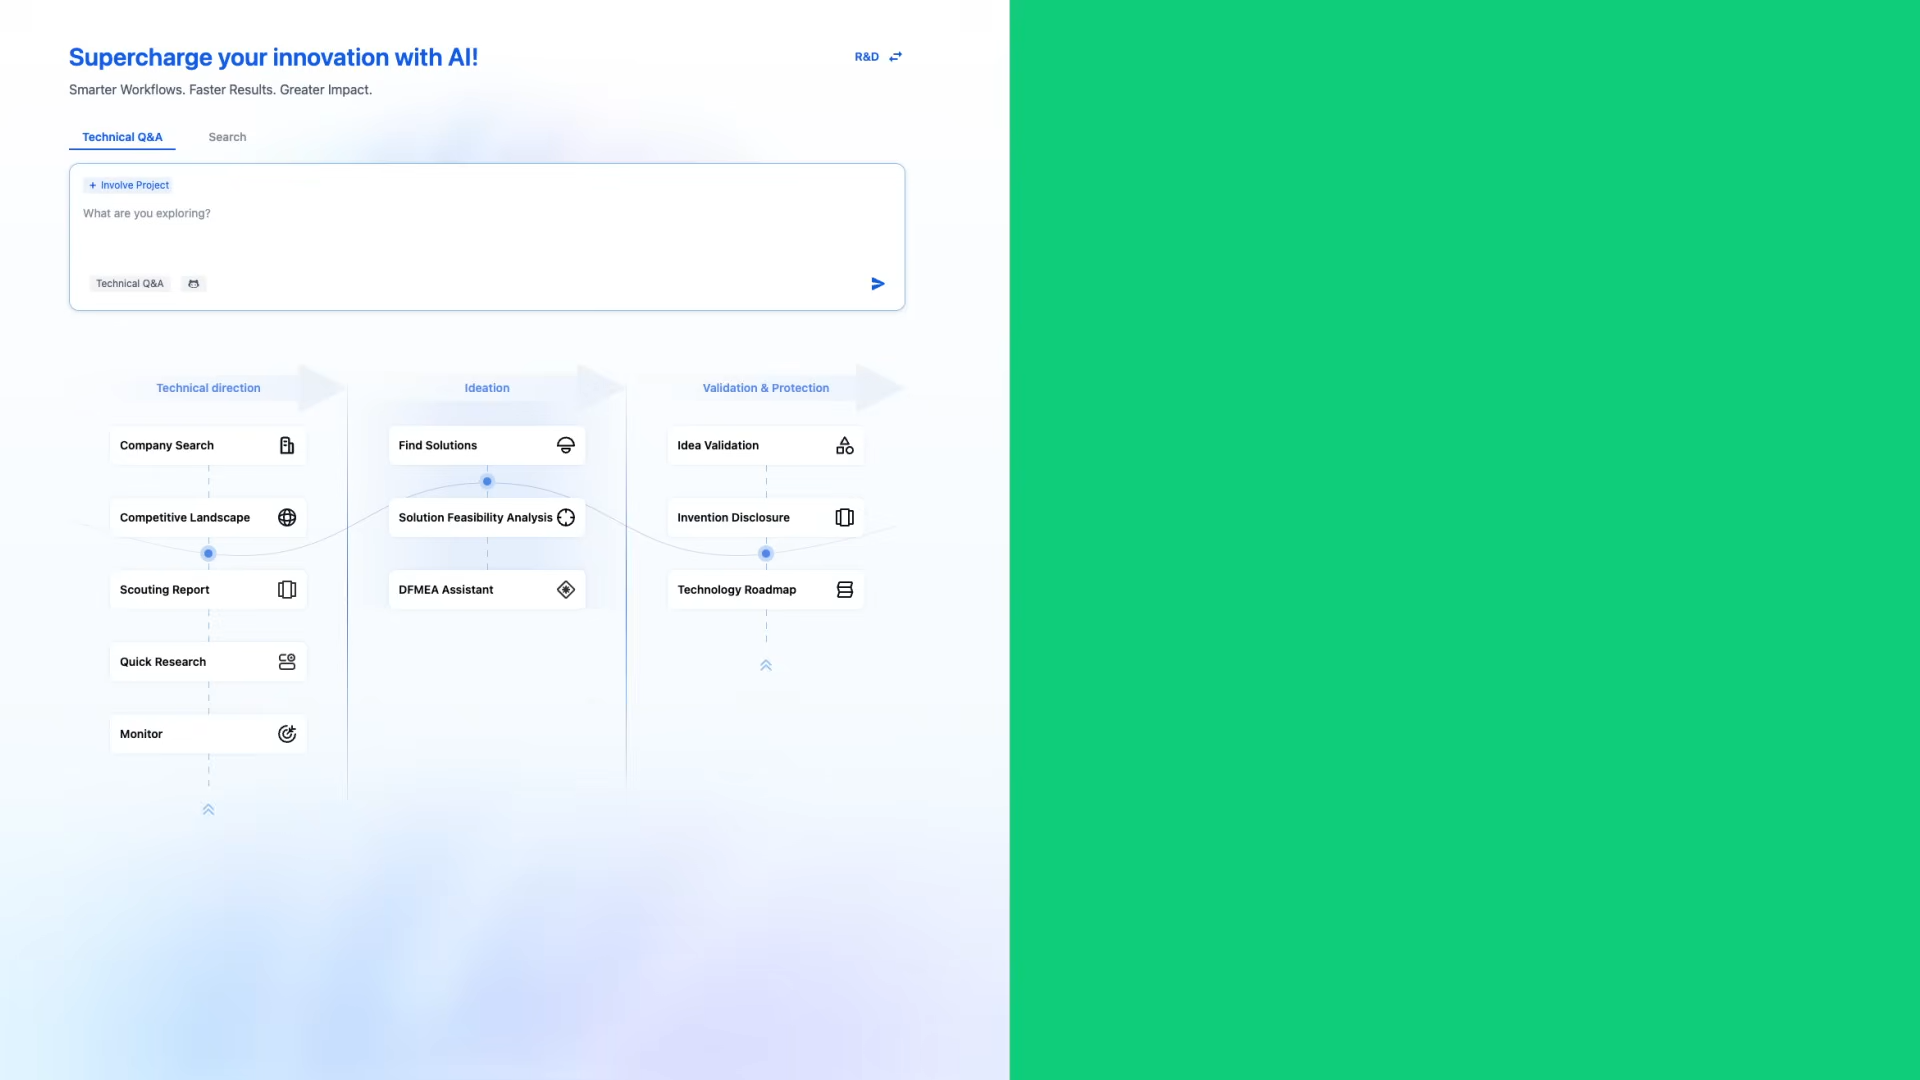 Supercharge your innovation with AI!
R&D
Smarter Workflows. Faster Results. Greater Impact.
Technical Q&A
Search
+ Involve Project
What are you exploring?
Technical Q&A
Technical direction
Ideation
Validation & Protection
Company Search
Find Solutions
Idea Validation
Competitive Landscape
Solution Feasibility Analysis
Invention Disclosure
Scouting Report
DFMEA Assistant
Technology Roadmap
Quick Research
Monitor